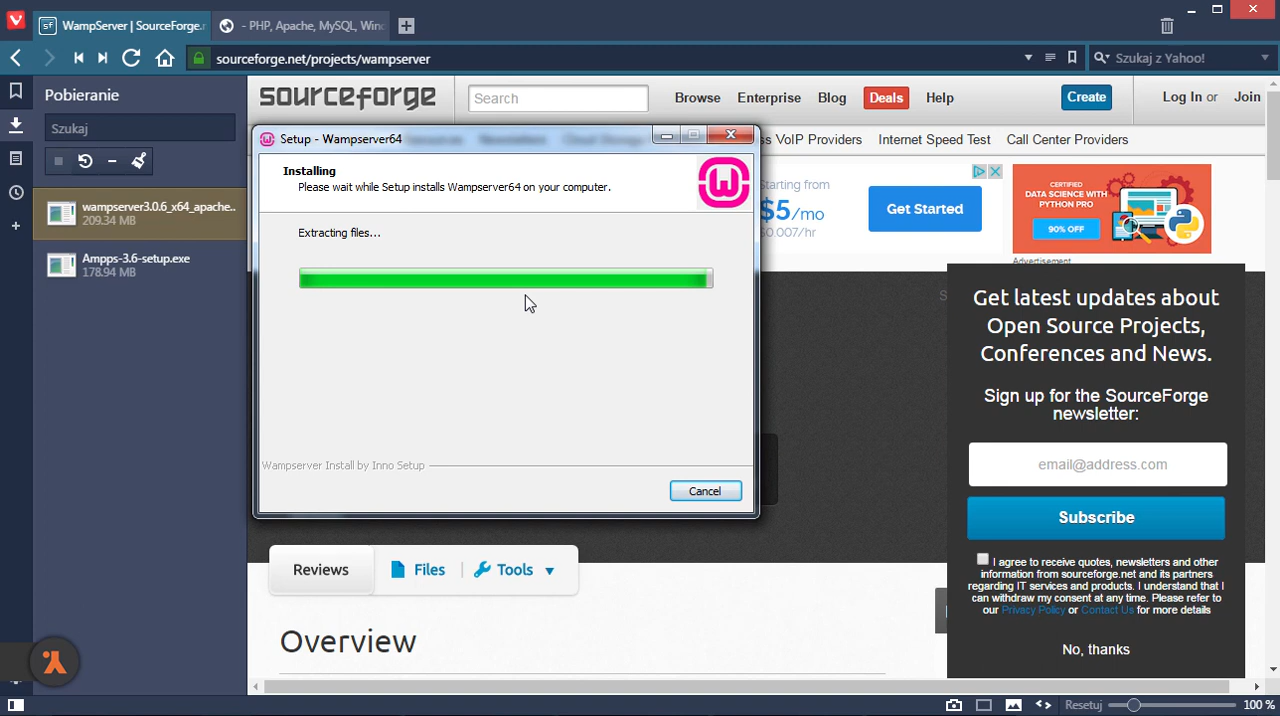 WampServer | SourceForge.n
- PHP, Apache, MySQL, Winc
sourceforge.net/projects/wampserver
Szukaj z Yahoo!
Pobieranie
Szukaj
wampserver3.0.6_x64_apache..
209.34 MB
Ampps-3.6-setup.exe
178.94 MB
sourceforge
Search
Browse
Enterprise
Blog
Deals
Help
Create
Log In or
Join
Newsletters
Cloud Storage
ss VoIP Providers
Internet Speed Test
Call Center Providers
Setup - Wampserver64
Installing
Please wait while Setup installs Wampserver64 on your computer.
Extracting files...
Wampserver Install by Inno Setup
Cancel
Starting from
$5/mo
$0.007/hr
Get Started
CERTIFIED
DATA SCIENCE WITH
PYTHON PRO
90% OFF
Advertisement
Get latest updates about
Open Source Projects,
Conferences and News.
Sign up for the SourceForge
newsletter:
email@address.com
Subscribe
I agree to receive quotes, newsletters and other
information from sourceforge.net and its partners
regarding IT services and products. I understand that I
can withdraw my consent at any time. Please refer to
our Privacy Policy or Contact Us for more details
No, thanks
Reviews
Files
Tools
Overview
Resetuj
100 %